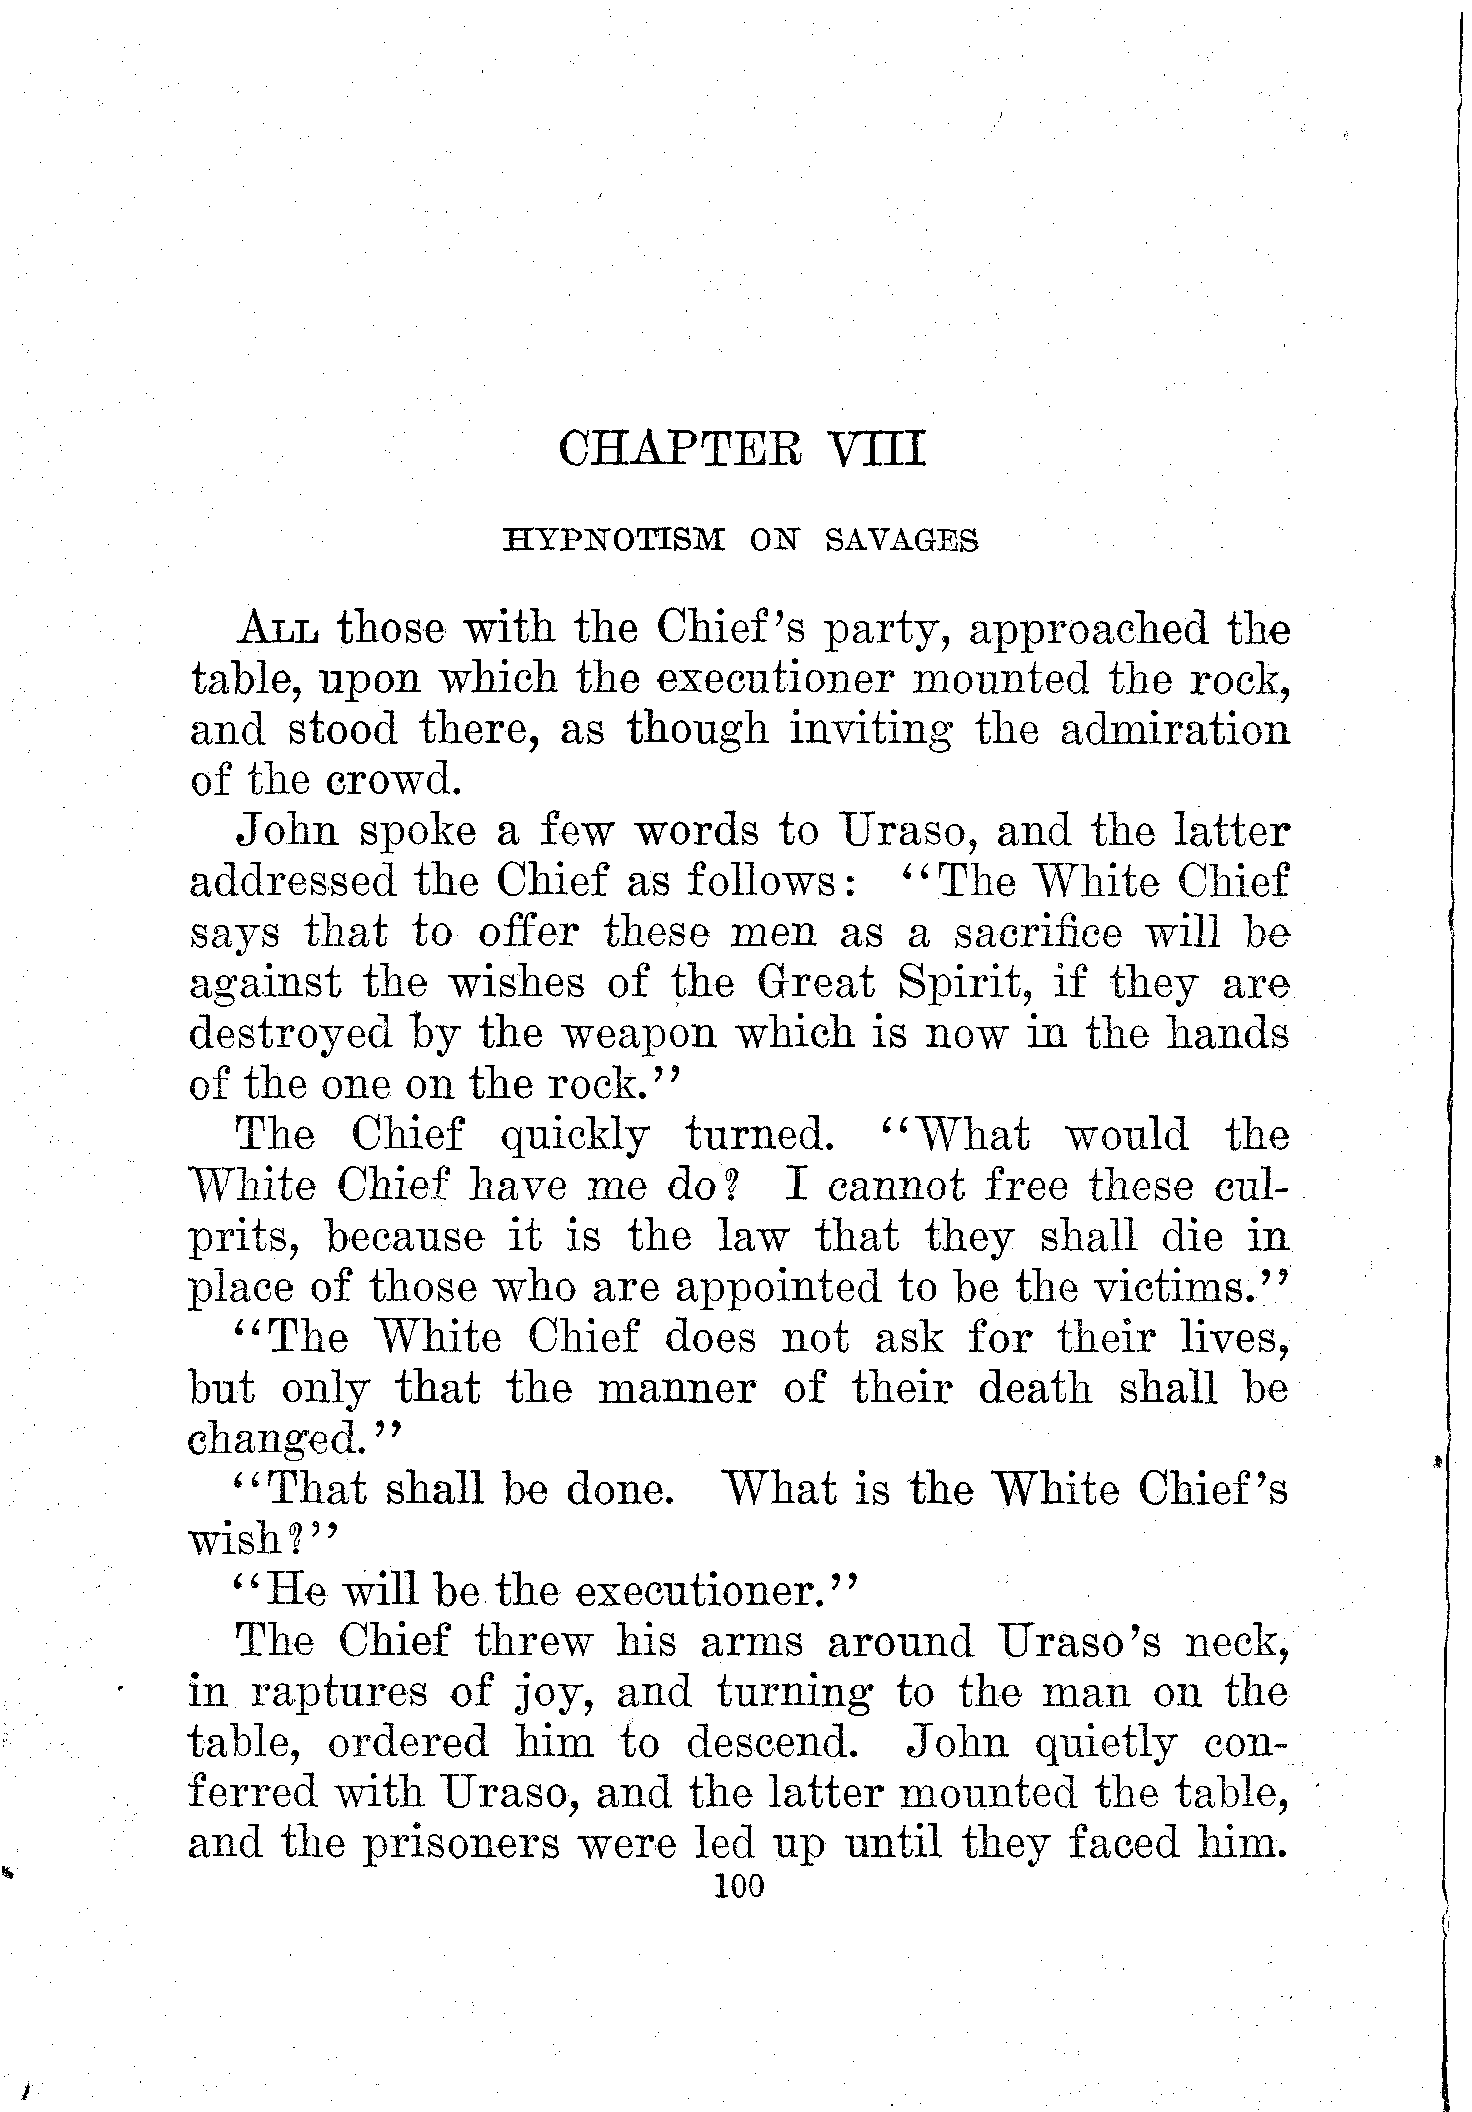 CHAPTER VIII
HYPNOTISM ON SAVAGES
ALL those with the Chief's party, approached the
table, upon which the executioner mounted the rock,
and stood there, as though inviting the admiration
of the crowd.
John spoke a few words to Uraso, and the latter
addressed the Chief as follows: "The White Chief
says that to offer these men as a sacrifice will be
against the wishes of the Great Spirit, if they are
destroyed by the weapon which is now in the hands
of the one on the rock."
The Chief quickly turned. "What would the
White Chief have me do? I cannot free these cul-
prits, because it is the law that they shall die in
place of those who are appointed to be the victims."
"The White Chief does not ask for their lives,
but only that the manner of their death shall be
changed."
"That shall be done. What is the White Chief's
wish?"
"He will be the executioner."
The Chief threw his arms around Uraso's neck,
in raptures of joy, and turning to the man on the
table, ordered him to descend. John quietly con-
ferred with Uraso, and the latter mounted the table,
and the prisoners were led up until they faced him.
100